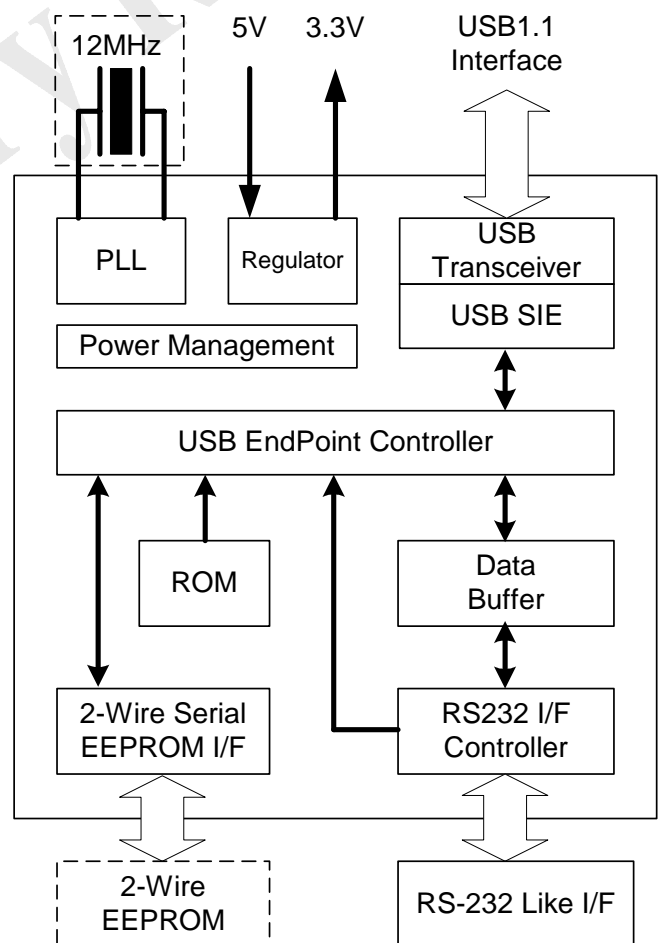 12MHz
5V
3.3V
USB1.1
Interface
PLL
Regulator
USB
Transceiver
USB SIE
Power Management
USB EndPoint Controller
ROM
Data
Buffer
2-Wire Serial
EEPROM I/F
RS232 I/F
Controller
2-Wire
EEPROM
RS-232 Like I/F